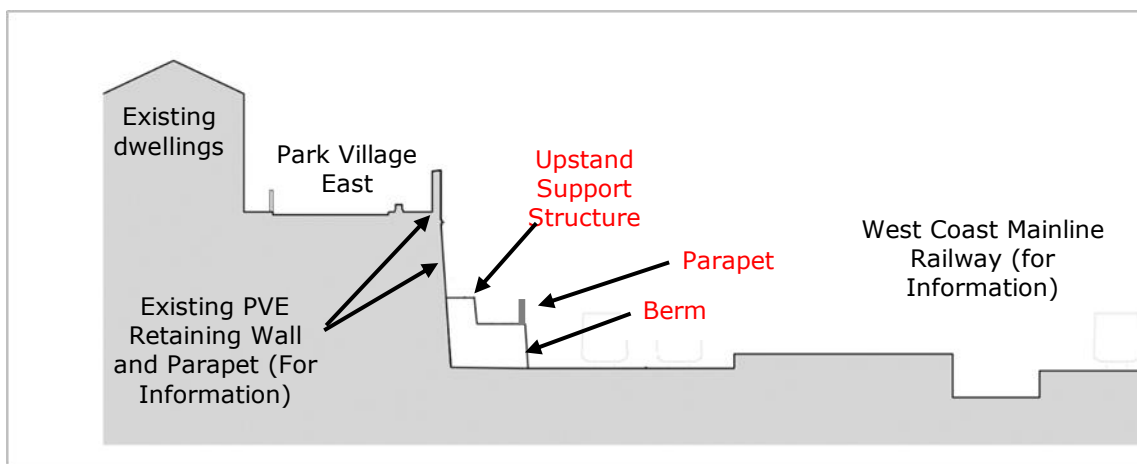 Existing
dwellings
Park Village
East
Upstand
Support
Structure
West Coast Mainline
Railway (for
Information)
Parapet
Existing PVE
Retaining Wall
and Parapet (For
Information)
Berm